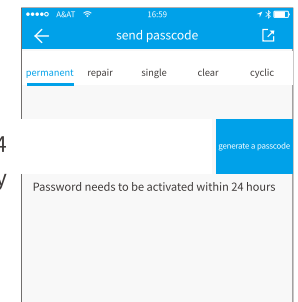 A&AT 16:59
send passcode
permanent repair single clear cyclic
4
generate a passcode
y
Password needs to be activated within 24 hours